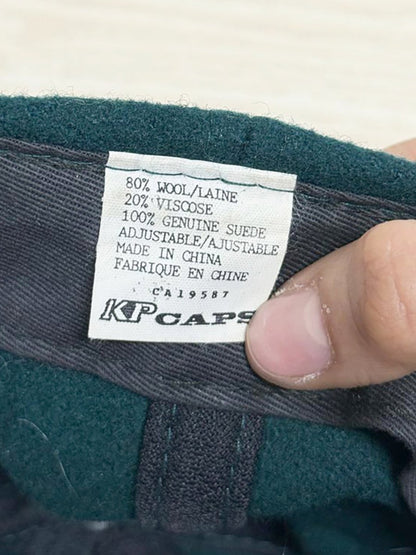 80% WOOL/LAINE
20% VISCOSE
100% GENUINE SUEDE
ADJUSTABLE/AJUSTABLE
MADE IN CHINA
FABRIQUE EN CHINE
CA19587
KP CAPS